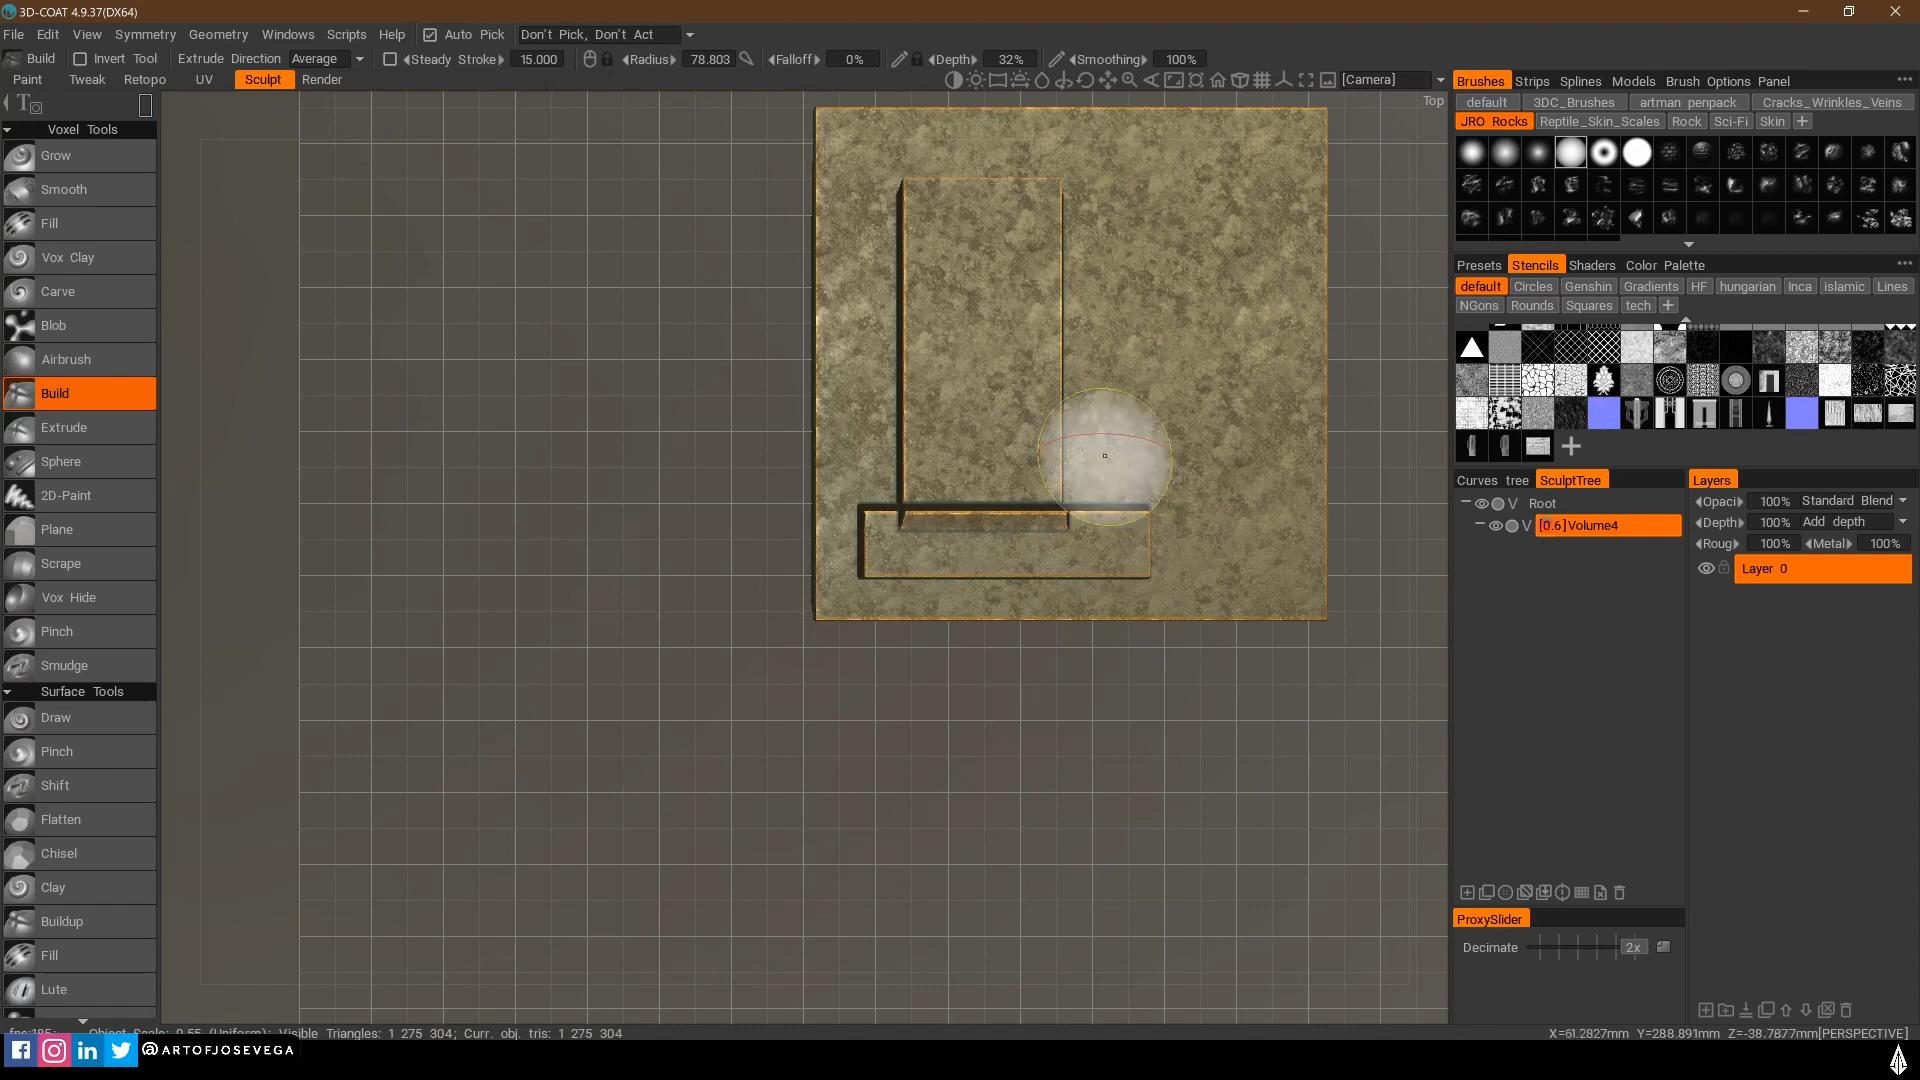 3D-COAT 4.9.37(DX64)
File Edit View Symmetry Geometry Windows Scripts Help Auto Pick Don't Pick, Don't Act
Build Invert Tool Extrude Direction Average Steady Stroke 15.000 Radius 78.803 Falloff 0% Depth 32% Smoothing 100%
Paint Tweak Retopo UV Sculpt Render [Camera]
Top
Voxel Tools
Grow
Smooth
Fill
Vox Clay
Carve
Blob
Airbrush
Build
Extrude
Sphere
2D-Paint
Plane
Scrape
Vox Hide
Pinch
Smudge
Surface Tools
Draw
Pinch
Shift
Flatten
Chisel
Clay
Buildup
Fill
Lute
Brushes Strips Splines Models Brush Options Panel
default 3DC_Brushes artman penpack Cracks_Wrinkles_Veins
JRO Rocks Reptile_Skin_Scales Rock Sci-Fi Skin +
Presets Stencils Shaders Color Palette
default Circles Genshin Gradients HF hungarian Inca islamic Lines
NGons Rounds Squares tech +
Curves tree SculptTree
V Root
V [0.6]Volume4
Layers
Opaci 100% Standard Blend
Depth 100% Add depth
Roug 100% Metal 100%
Layer 0
ProxySlider
Decimate 2x
Object Scale: 0.55 (Uniform); Visible Triangles: 1 275 304; Curr. obj. tris: 1 275 304
X=61.2827mm Y=288.891mm Z=-38.7877mm[PERSPECTIVE]
@ARTOFJOSEVEGA